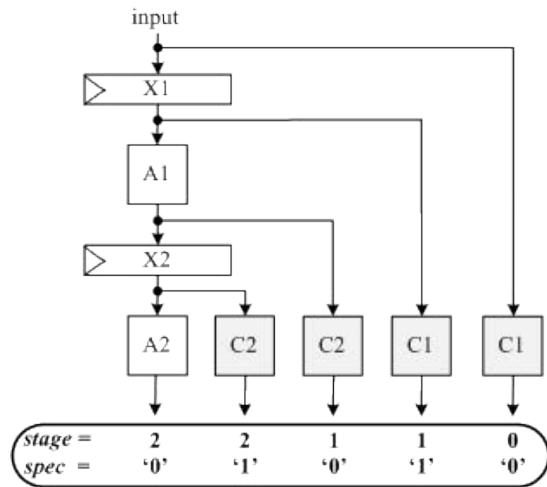 input
X1
A1
X2
A2 C2 C2 C1 C1
stage = 2 2 1 1 0
spec = ‘0’ ‘1’ ‘0’ ‘1’ ‘0’